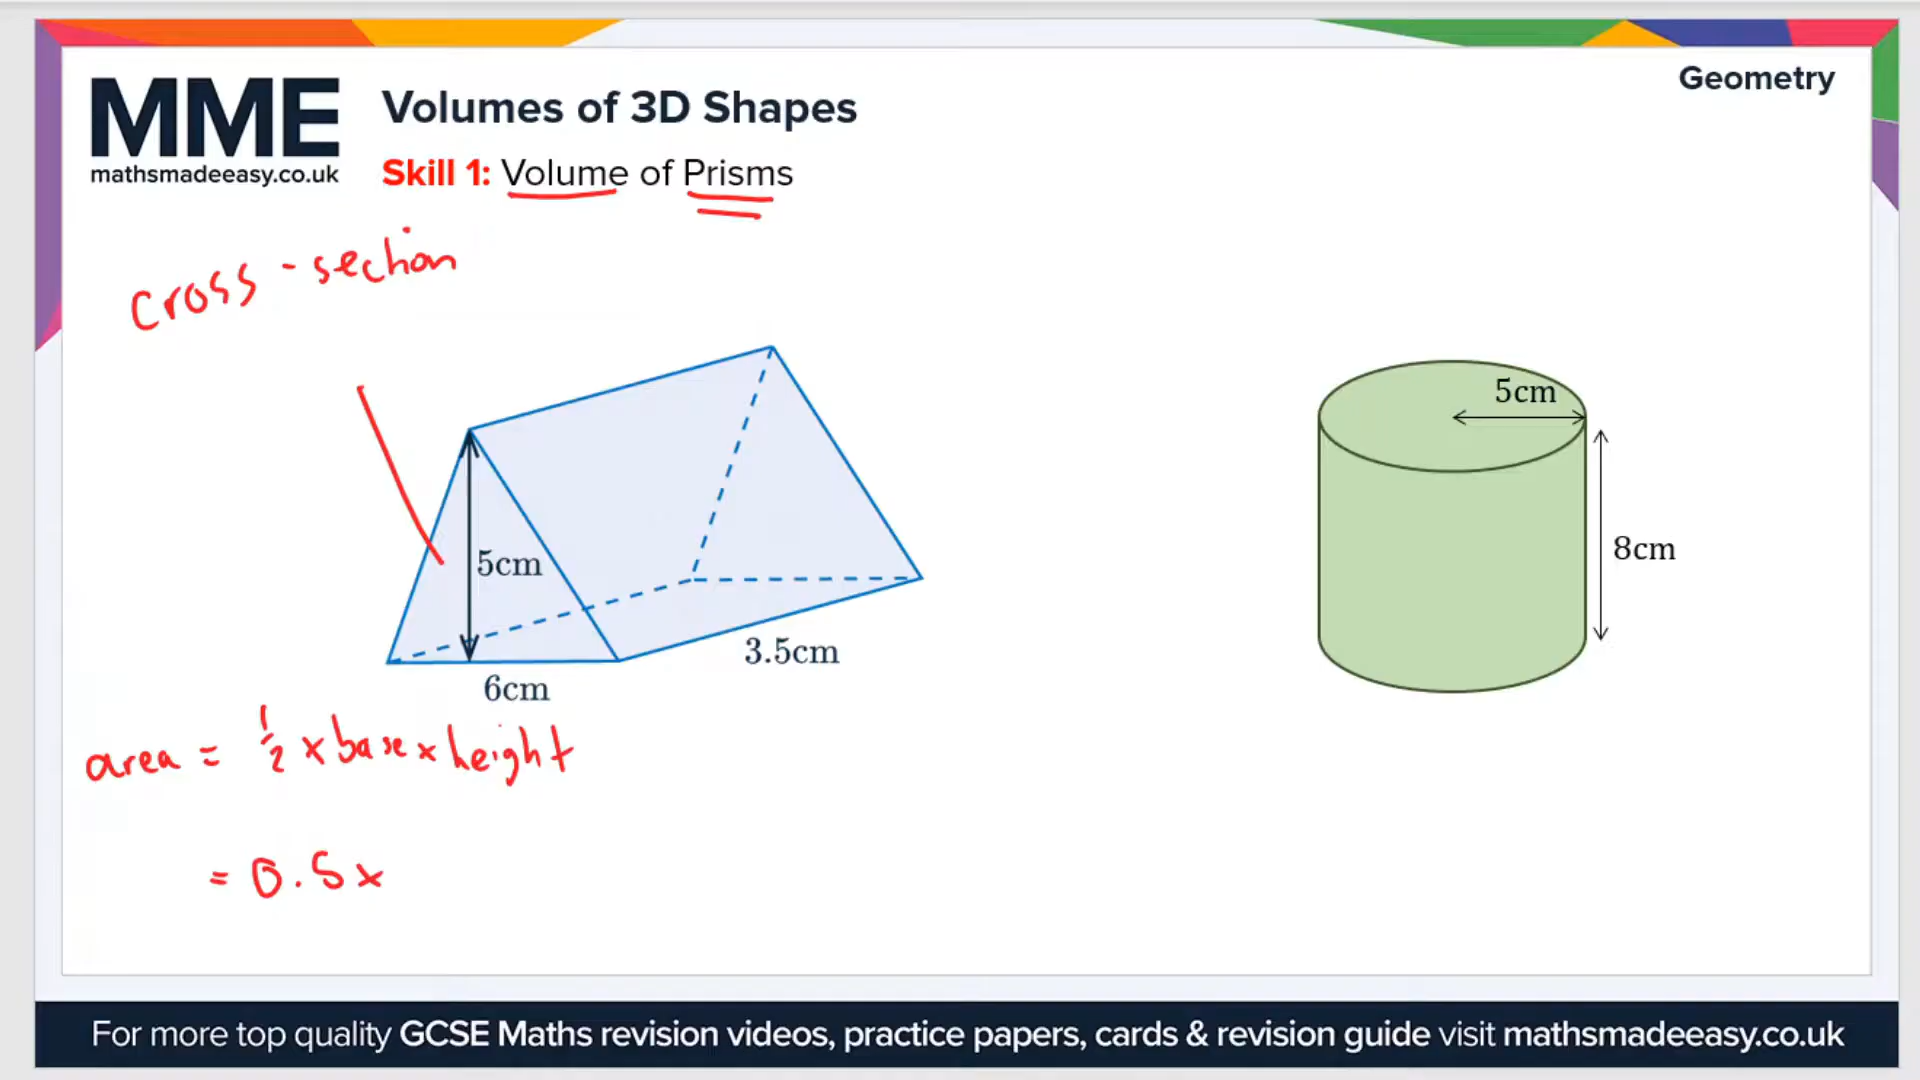 MME
mathsmadeeasy.co.uk
Volumes of 3D Shapes
Skill 1: Volume of Prisms
Geometry
cross-section
5cm
6cm
3.5cm
5cm
8cm
area = 1/2 x base x height
= 0.5x
For more top quality GCSE Maths revision videos, practice papers, cards & revision guide visit mathsmadeeasy.co.uk